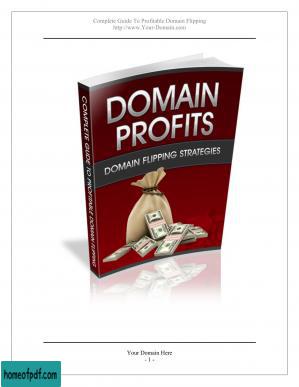 Complete Guide To Profitable Domain Flipping
http://www.Your-Domain.com
COMPLETE GUIDE TO PROFITABLE DOMAIN FLIPPING
DOMAIN
PROFITS
DOMAIN FLIPPING STRATEGIES
Your Domain Here
- 1 -
homeofpdf.com